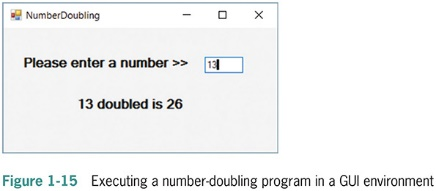 NumberDoubling
Please enter a number >> 13
13 doubled is 26
Figure 1-15 Executing a number-doubling program in a GUI environment